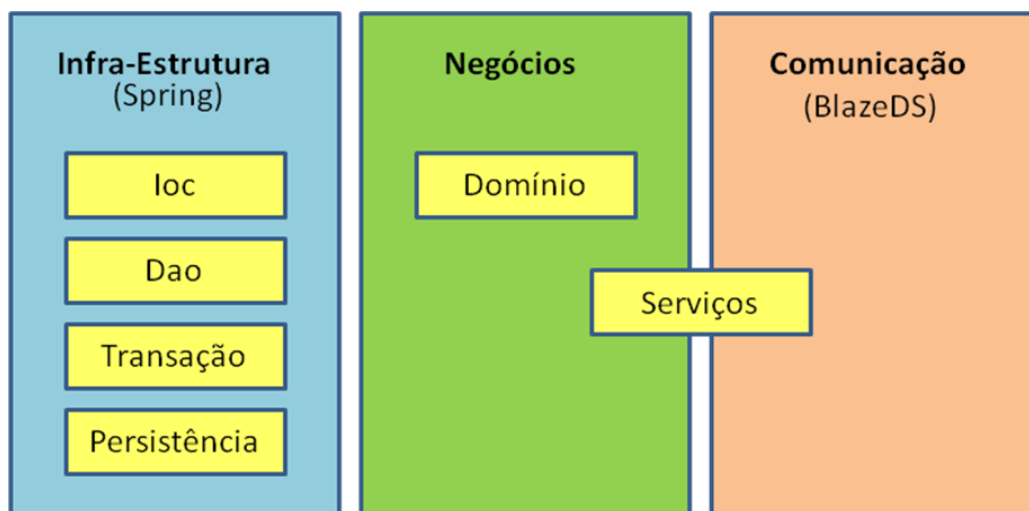 Infra-Estrutura
(Spring)
Ioc
Dao
Transação
Persistência
Negócios
Domínio
Serviços
Comunicação
(BlazeDS)